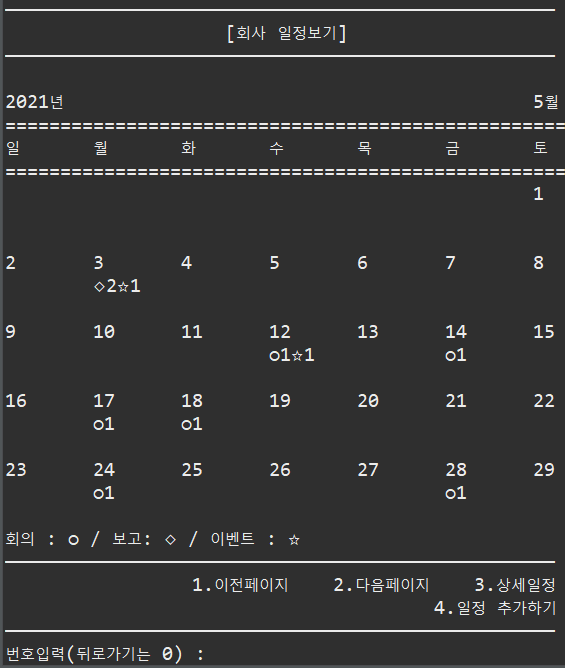 [회사 일정보기]
2021년 5월
===================================================
일 월 화 수 목 금 토
===================================================
1
2 3 4 5 6 7 8
◇2☆1
9 10 11 12 13 14 15
○1☆1 ○1
16 17 18 19 20 21 22
○1 ○1
23 24 25 26 27 28 29
○1 ○1
회의 : ○ / 보고: ◇ / 이벤트 : ☆
1.이전페이지 2.다음페이지 3.상세일정
4.일정 추가하기
번호입력(뒤로가기는 0) :